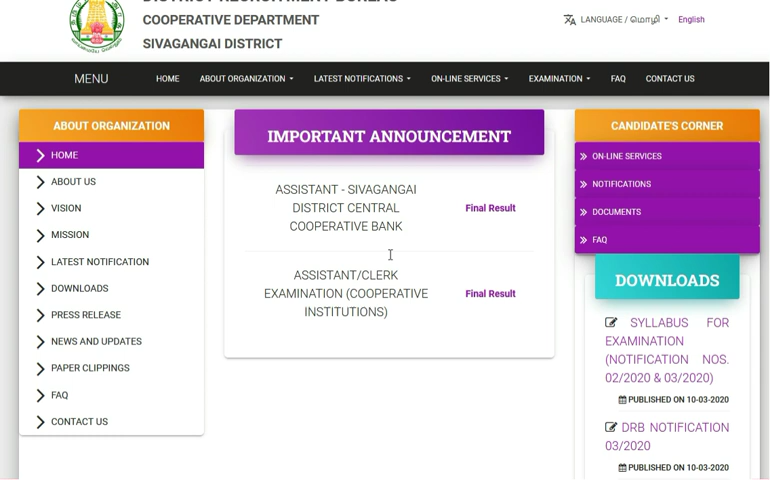 DISTRICT RECRUITMENT BUREAU
COOPERATIVE DEPARTMENT
SIVAGANGAI DISTRICT
LANGUAGE / மொழி
English
MENU
HOME
ABOUT ORGANIZATION
LATEST NOTIFICATIONS
ON-LINE SERVICES
EXAMINATION
FAQ
CONTACT US
ABOUT ORGANIZATION
HOME
ABOUT US
VISION
MISSION
LATEST NOTIFICATION
DOWNLOADS
PRESS RELEASE
NEWS AND UPDATES
PAPER CLIPPINGS
FAQ
CONTACT US
IMPORTANT ANNOUNCEMENT
ASSISTANT - SIVAGANGAI
DISTRICT CENTRAL
COOPERATIVE BANK
Final Result
ASSISTANT/CLERK
EXAMINATION (COOPERATIVE
INSTITUTIONS)
Final Result
CANDIDATE'S CORNER
ON-LINE SERVICES
NOTIFICATIONS
DOCUMENTS
FAQ
DOWNLOADS
SYLLABUS FOR
EXAMINATION
(NOTIFICATION NOS.
02/2020 & 03/2020)
PUBLISHED ON 10-03-2020
DRB NOTIFICATION
03/2020
PUBLISHED ON 10-03-2020